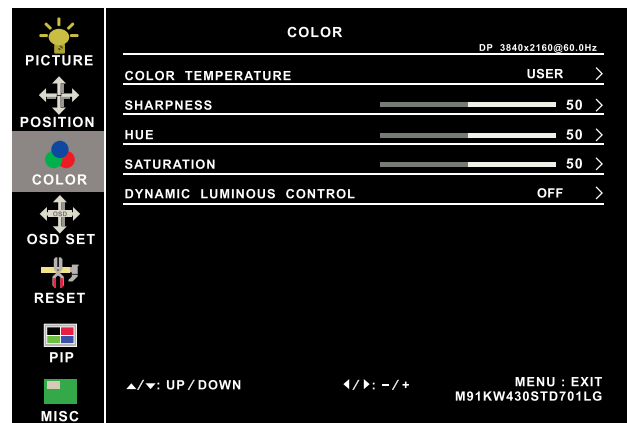 COLOR
DP 3840x2160@60.0Hz
PICTURE
POSITION
COLOR
OSD
OSD SET
RESET
PIP
MISC
COLOR TEMPERATURE USER
SHARPNESS 50
HUE 50
SATURATION 50
DYNAMIC LUMINOUS CONTROL OFF
▲/▼: UP / DOWN ◀/▶: – / + MENU : EXIT
M91KW430STD701LG